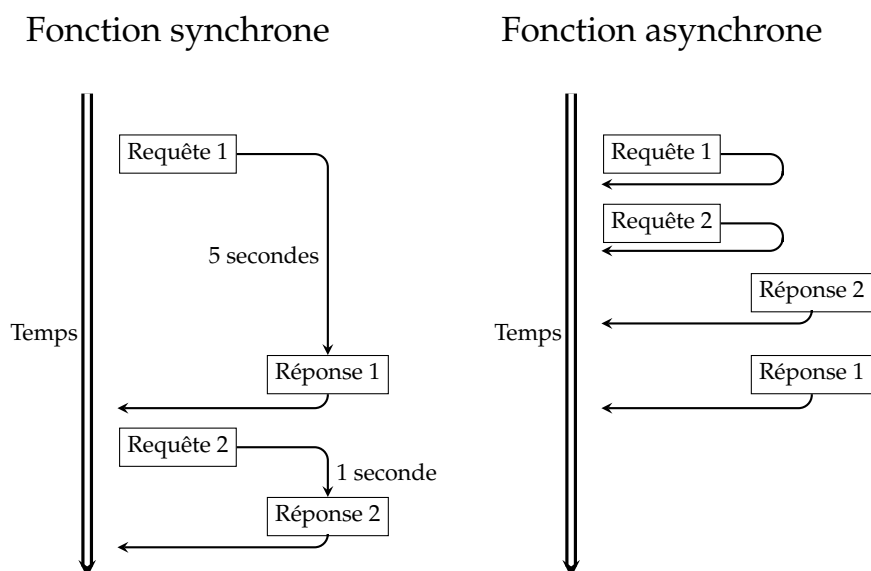 Fonction synchrone
Requête 1
5 secondes
Temps
Réponse 1
Requête 2
1 seconde
Réponse 2
Fonction asynchrone
Requête 1
Requête 2
Réponse 2
Temps
Réponse 1